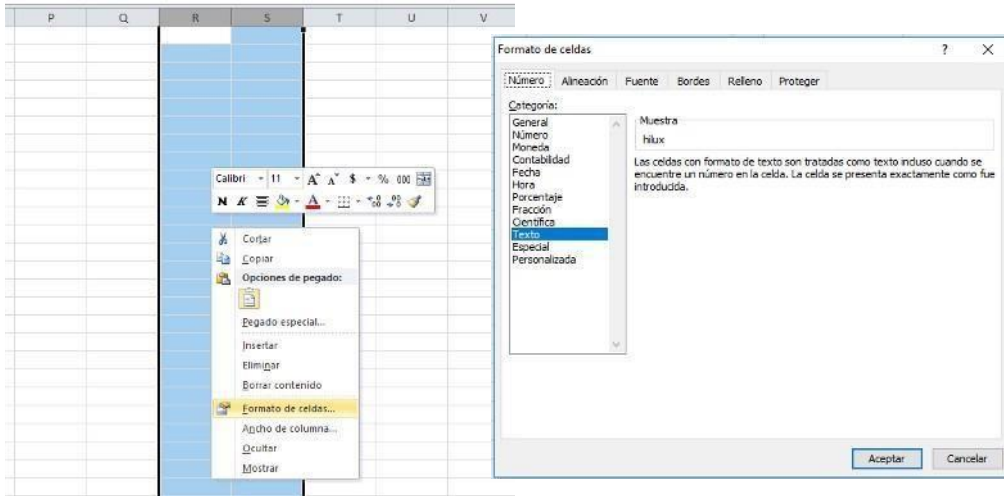 P Q R S T U V
Calibri 11 A A $ % 000
N K A
Cortar
Copiar
Opciones de pegado:
Pegado especial...
Insertar
Eliminar
Borrar contenido
Formato de celdas...
Ancho de columna...
Ocultar
Mostrar
Formato de celdas ? X
Número Alineación Fuente Bordes Relleno Proteger
Categoría:
General
Número
Moneda
Contabilidad
Fecha
Hora
Porcentaje
Fracción
Científica
Texto
Especial
Personalizada
Muestra
hilux
Las celdas con formato de texto son tratadas como texto incluso cuando se
encuentre un número en la celda. La celda se presenta exactamente como fue
introducida.
Aceptar Cancelar